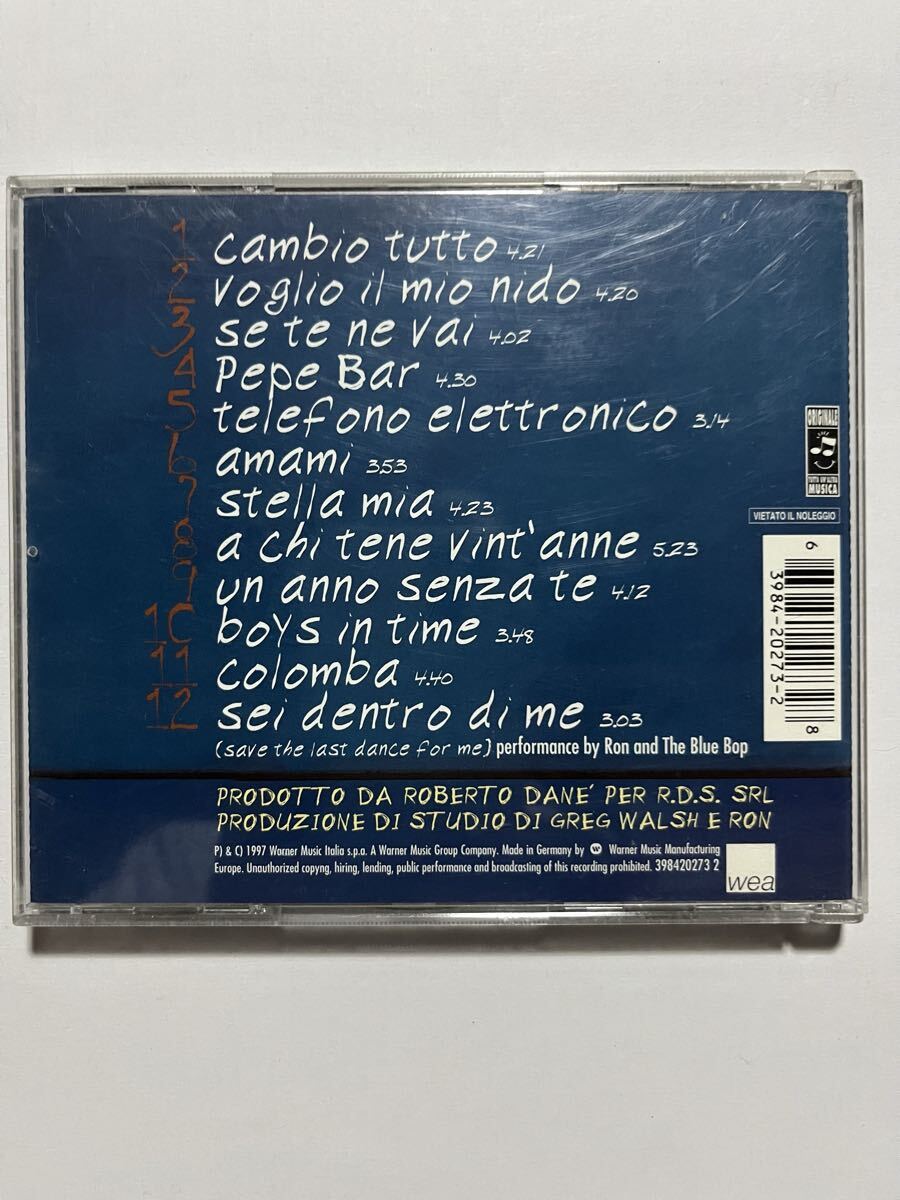 1 cambio tutto 4.21
2 voglio il mio nido 4.20
3 se te ne vai 4.02
4 Pepe Bar 4.30
5 telefono elettronico 3.14
6 amami 3.53
7 stella mia 4.23
8 a chi tene vint'anne 5.23
9 un anno senza te 4.12
10 boys in time 3.48
11 colomba 4.40
12 sei dentro di me 3.03
(save the last dance for me) performance by Ron and The Blue Bop
ORIGINALE
TUTTA UN'ALTRA
MUSICA
VIETATO IL NOLEGGIO
6 3984-20273-2 8
PRODOTTO DA ROBERTO DANE' PER R.D.S. SRL
PRODUZIONE DI STUDIO DI GREG WALSH E RON
P) & C) 1997 Warner Music Italia s.p.a. A Warner Music Group Company. Made in Germany by Warner Music Manufacturing
Europe. Unauthorized copyng, hiring, lending, public performance and broadcasting of this recording prohibited. 398420273 2
wea